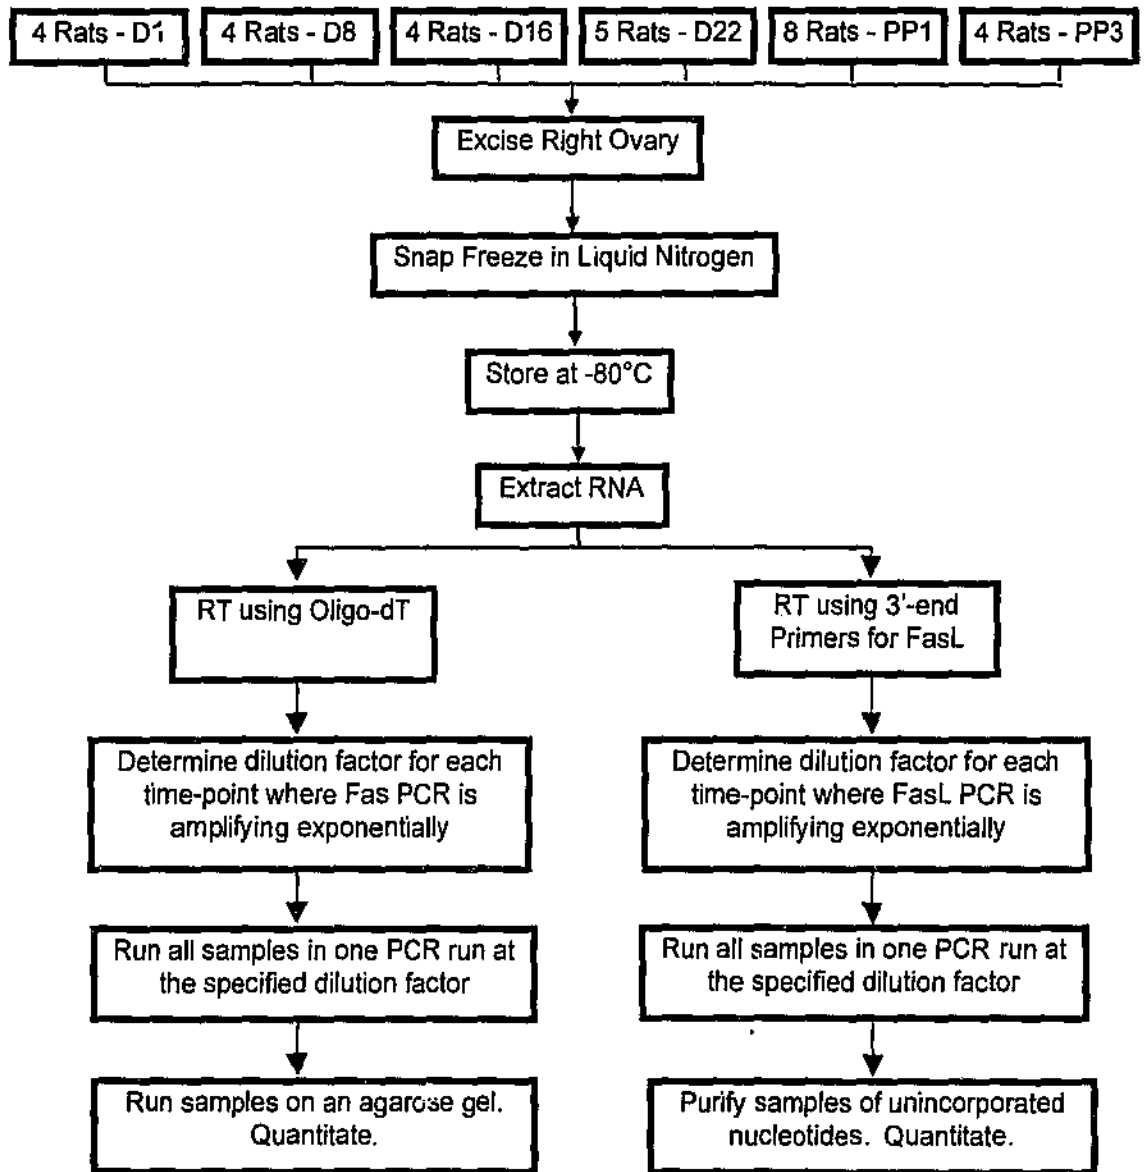 4 Rats - D1
4 Rats - D8
4 Rats - D16
5 Rats - D22
8 Rats - PP1
4 Rats - PP3
Excise Right Ovary
Snap Freeze in Liquid Nitrogen
Store at -80°C
Extract RNA
RT using Oligo-dT
RT using 3'-end
Primers for FasL
Determine dilution factor for each
time-point where Fas PCR is
amplifying exponentially
Determine dilution factor for each
time-point where FasL PCR is
amplifying exponentially
Run all samples in one PCR run at
the specified dilution factor
Run all samples in one PCR run at
the specified dilution factor
Run samples on an agarose gel.
Quantitate.
Purify samples of unincorporated
nucleotides. Quantitate.